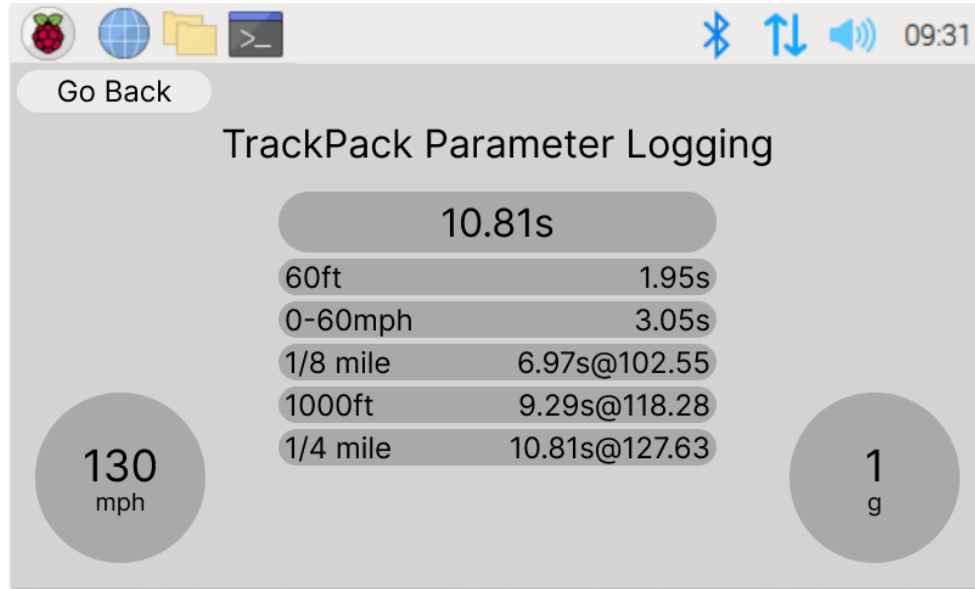 >_ 09:31
Go Back
TrackPack Parameter Logging
10.81s
60ft 1.95s
0-60mph 3.05s
1/8 mile 6.97s@102.55
1000ft 9.29s@118.28
1/4 mile 10.81s@127.63
130
mph
1
g